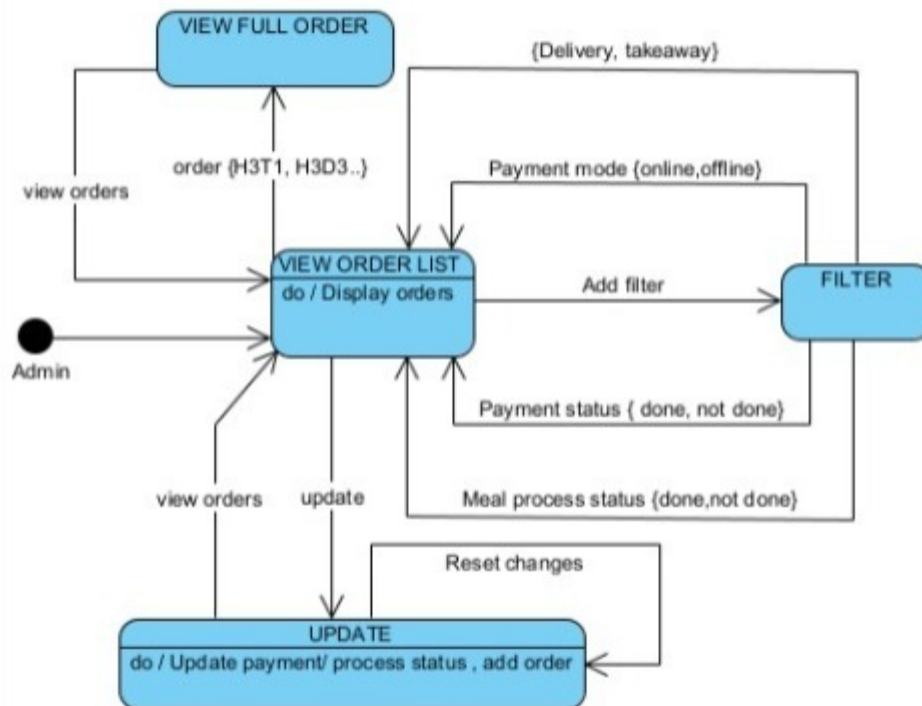 VIEW FULL ORDER
{Delivery, takeaway}
order {H3T1, H3D3..}
Payment mode {online,offline}
view orders
VIEW ORDER LIST
do / Display orders
Add filter
FILTER
Admin
Payment status { done, not done}
view orders
update
Meal process status {done,not done}
Reset changes
UPDATE
do / Update payment/ process status , add order